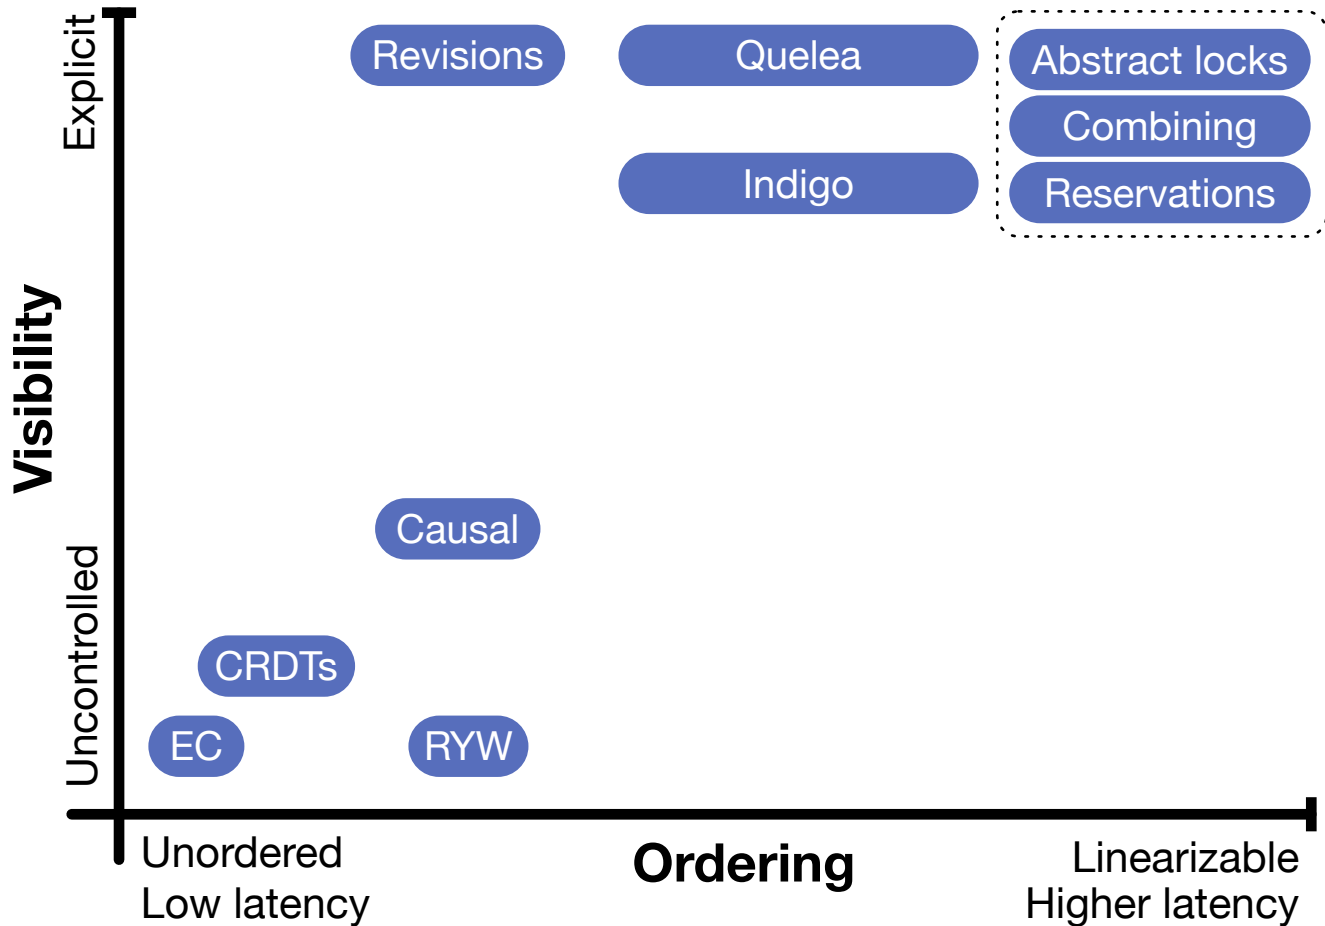 Explicit
Revisions
Quelea
Abstract locks
Combining
Indigo
Reservations
Visibility
Causal
Uncontrolled
CRDTs
EC
RYW
Unordered
Low latency
Ordering
Linearizable
Higher latency